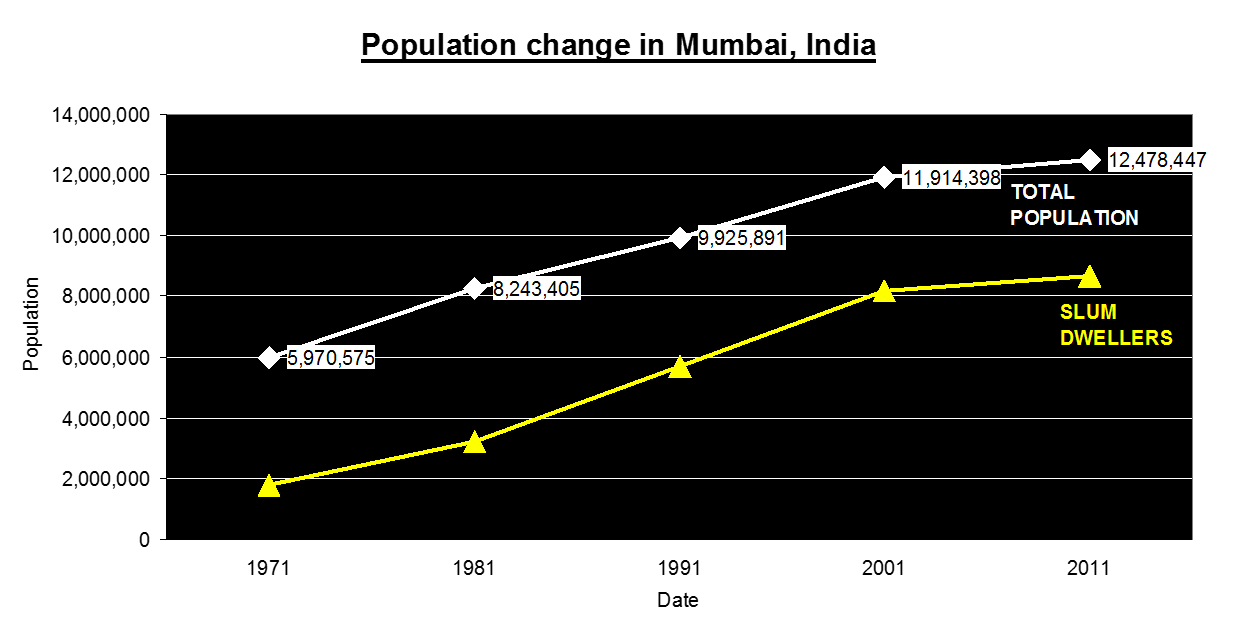 Population change in Mumbai, India
14,000,000
12,000,000
10,000,000
8,000,000
6,000,000
4,000,000
2,000,000
0
Population
12,478,447
11,914,398
TOTAL
POPULATION
9,925,891
8,243,405
SLUM
DWELLERS
5,970,575
1971 1981 1991 2001 2011
Date